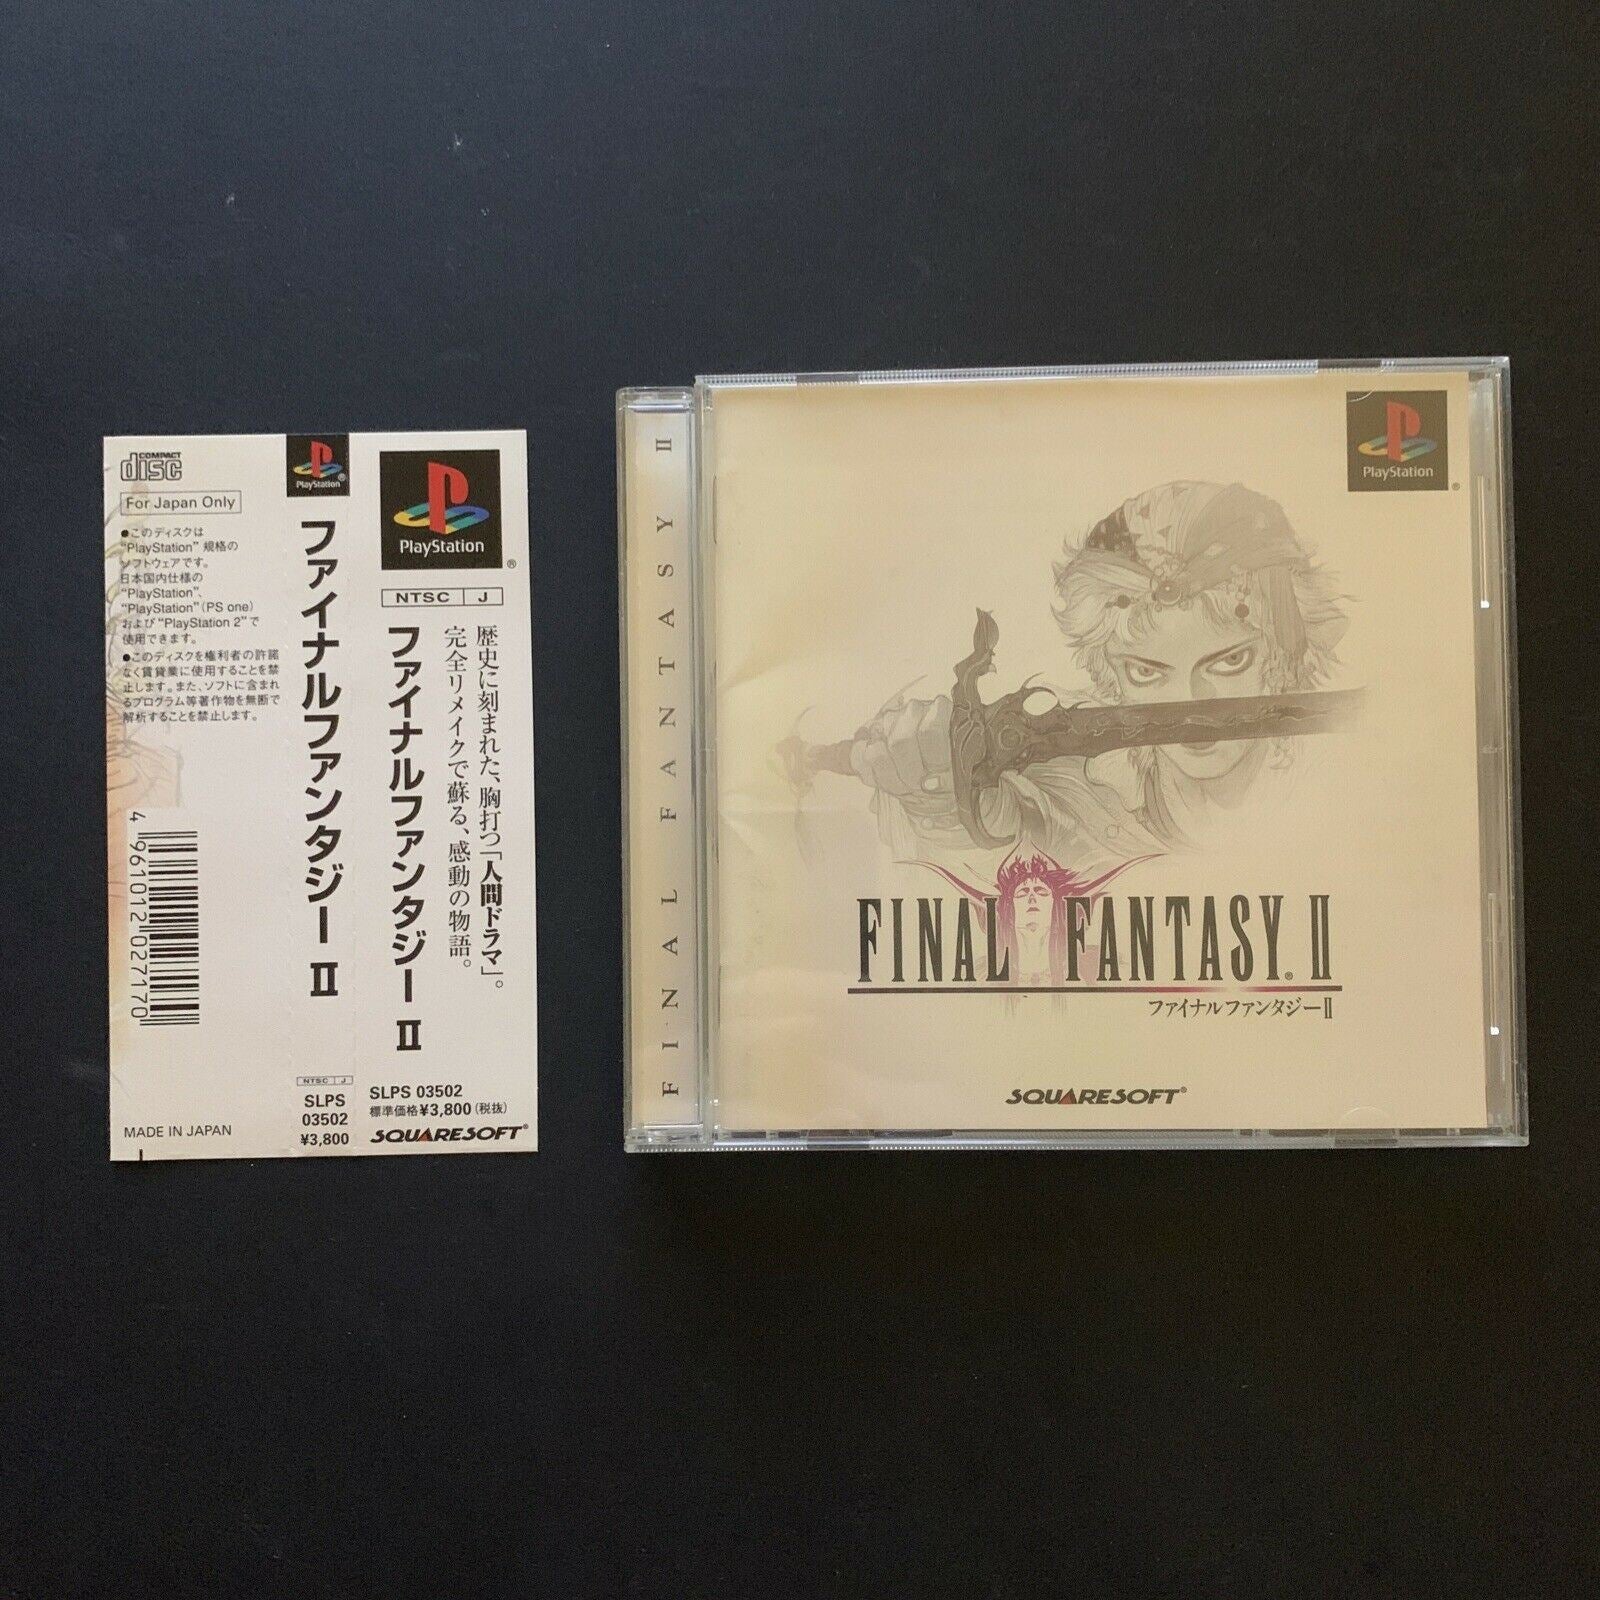 COMPACT
disc
For Japan Only
●このディスクは
“PlayStation” 規格の
ソフトウェアです。
日本国内仕様の
“PlayStation”、
“PlayStation” (PS one)
および “PlayStation 2” で
使用できます。
●このディスクを権利者の許諾
なく賃貸業に使用することを禁
止します。また、ソフトに含まれ
るプログラム等著作物を無断で
解析することを禁止します。
4 961012 027170
MADE IN JAPAN
PlayStation®
ファイナルファンタジー II
NTSC J
SLPS
03502
¥3,800
PlayStation®
NTSC J
歴史に刻まれた、胸打つ「人間ドラマ」。
完全リメイクで蘇る、感動の物語。
ファイナルファンタジー II
SLPS 03502
標準価格¥3,800(税抜)
SQUARESOFT®
FINAL FANTASY II
PlayStation®
FINAL FANTASY® II
ファイナルファンタジーII
SQUARESOFT®